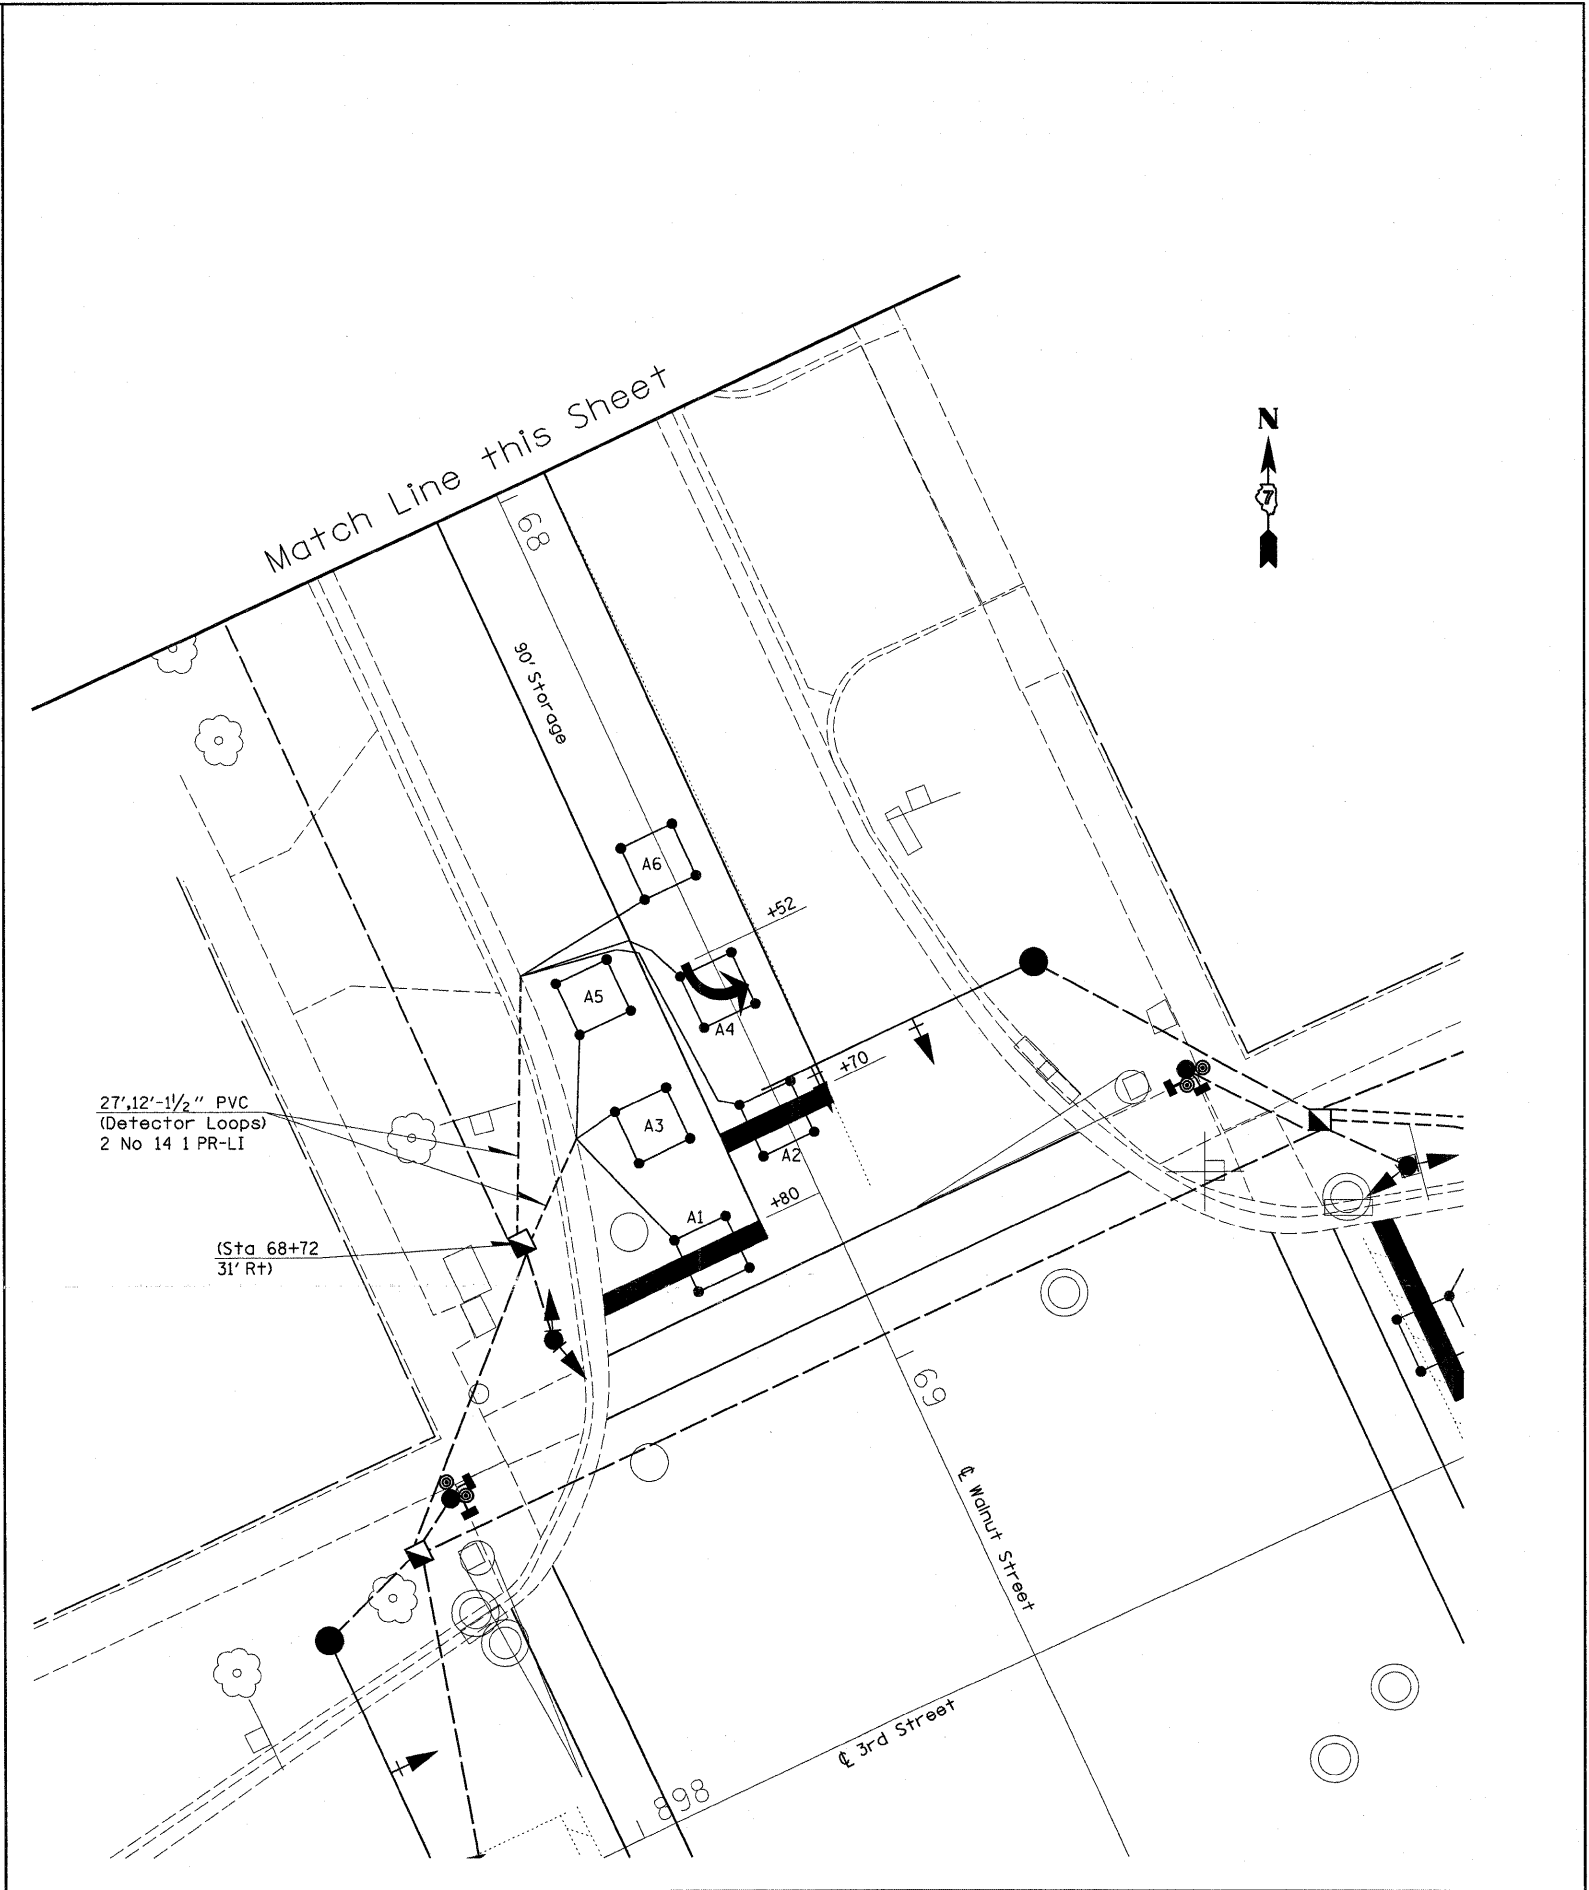 Match Line this Sheet
N
7
68
90' Storage
A6
+52
A5
A4
+70
27',12'-1½" PVC
(Detector Loops)
2 No 14 1 PR-LI
A3
A2
+80
A1
(Sta 68+72
31' Rt)
69
℄ Walnut Street
℄ 3rd Street
898